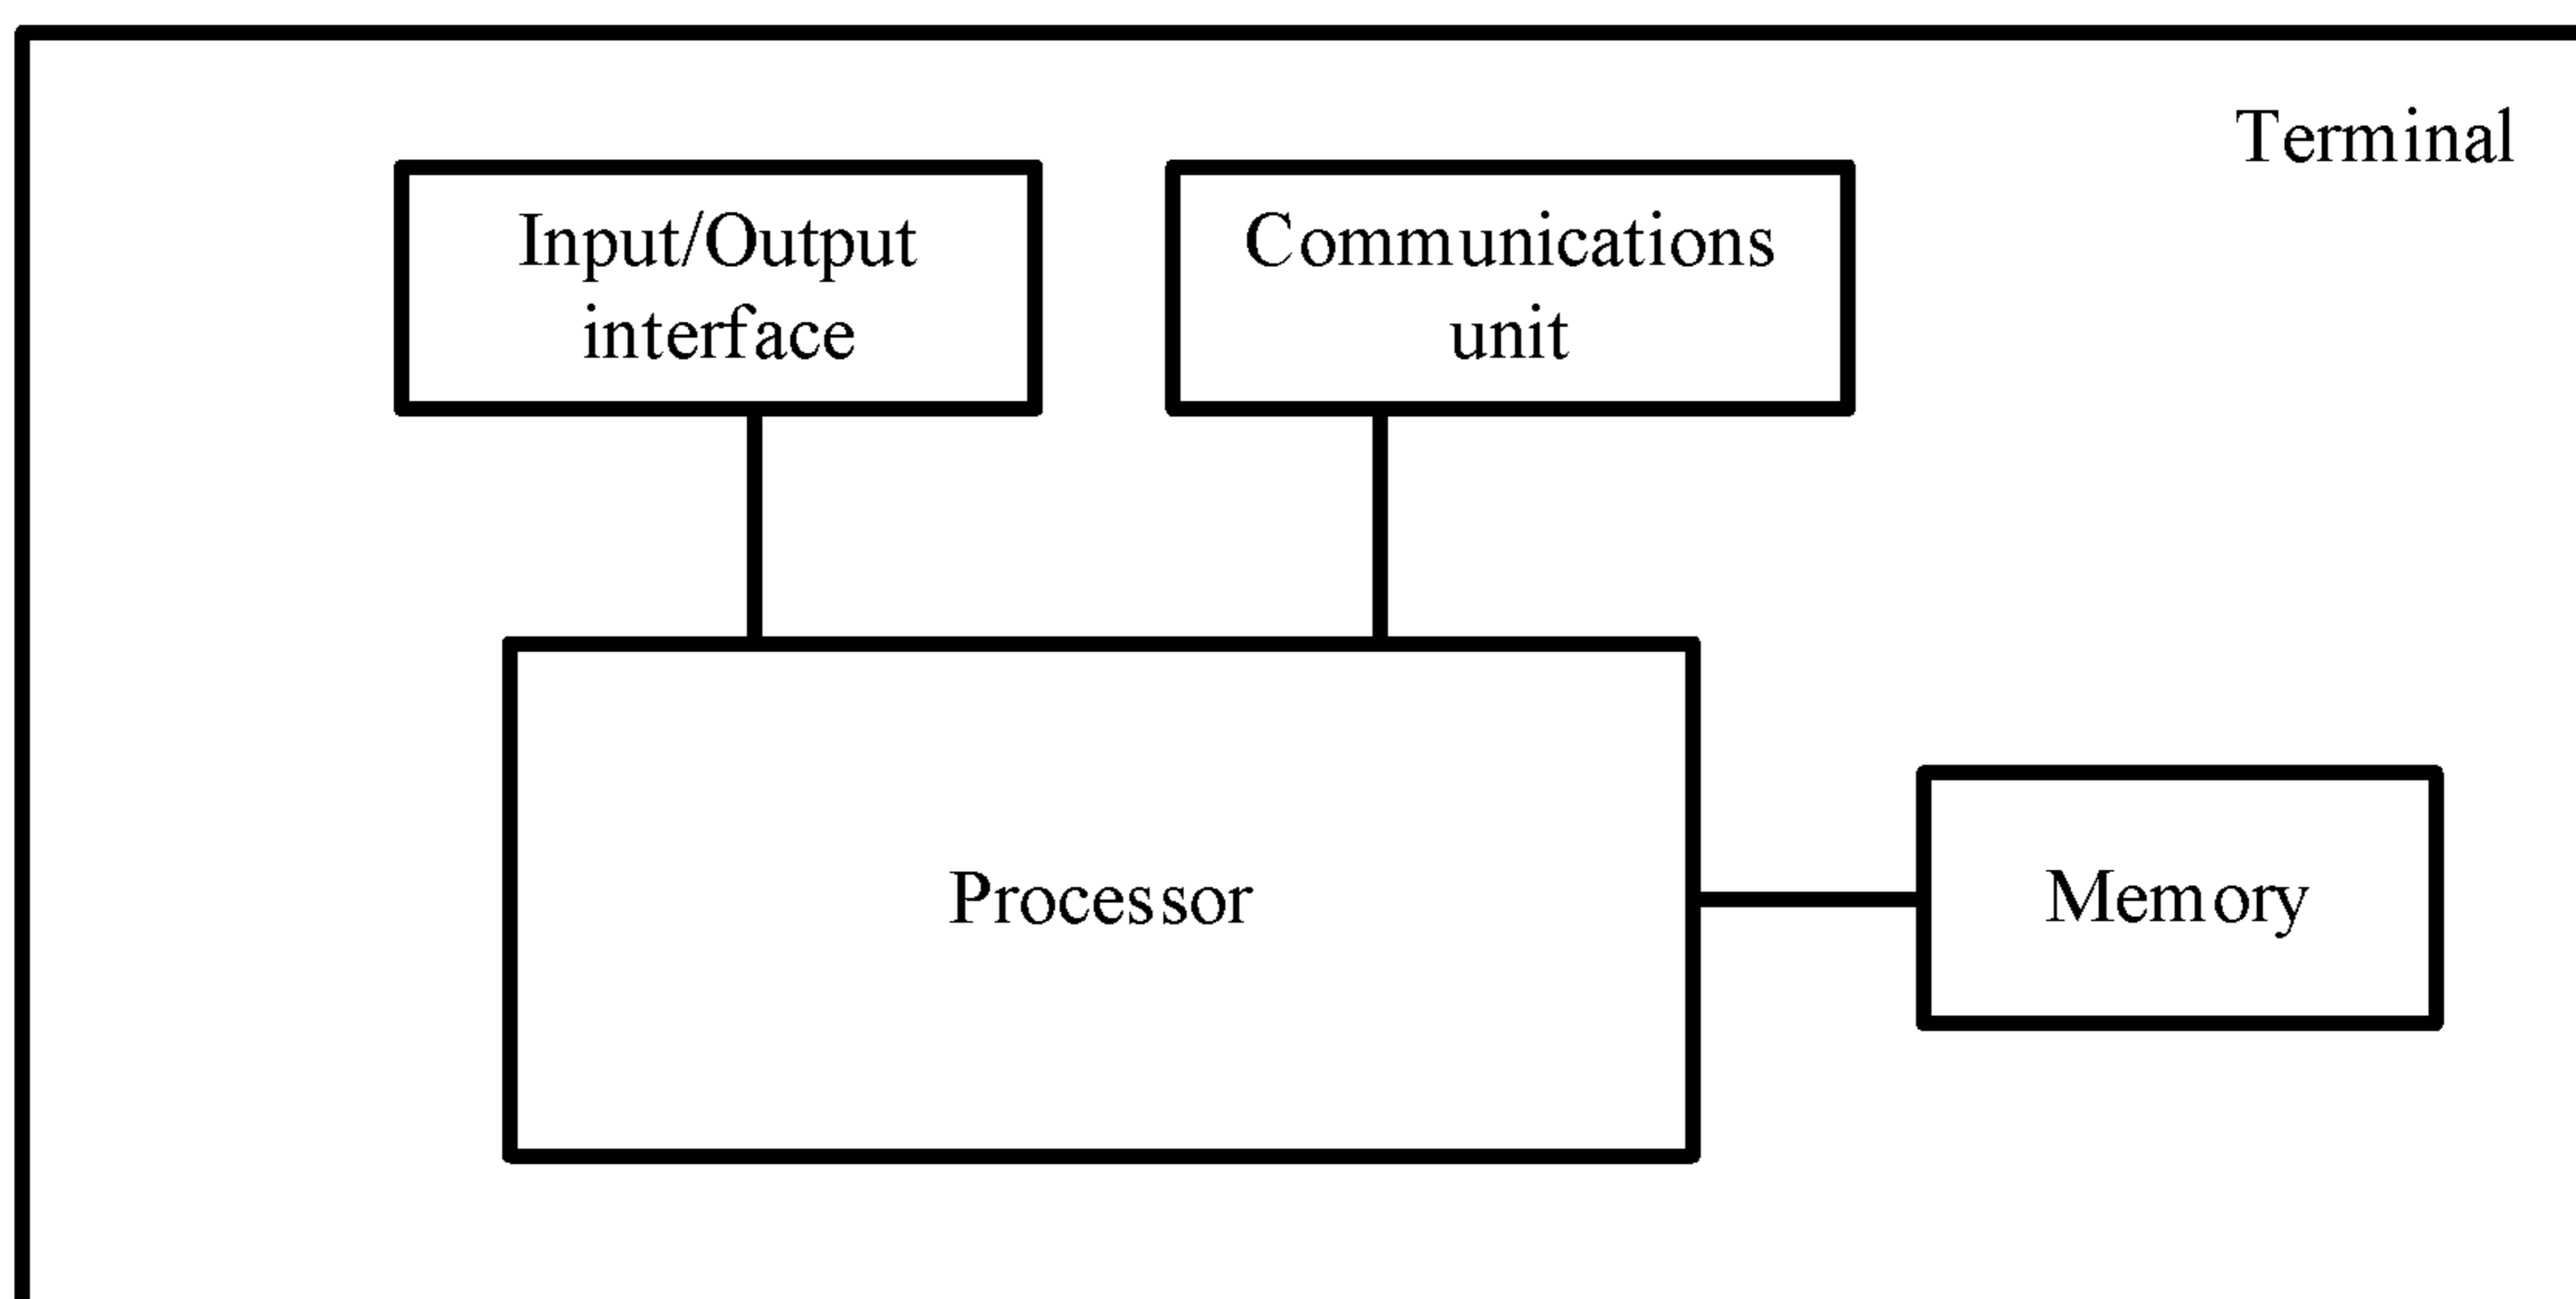 Terminal
Input/Output
interface
Communications
unit
Processor
Memory